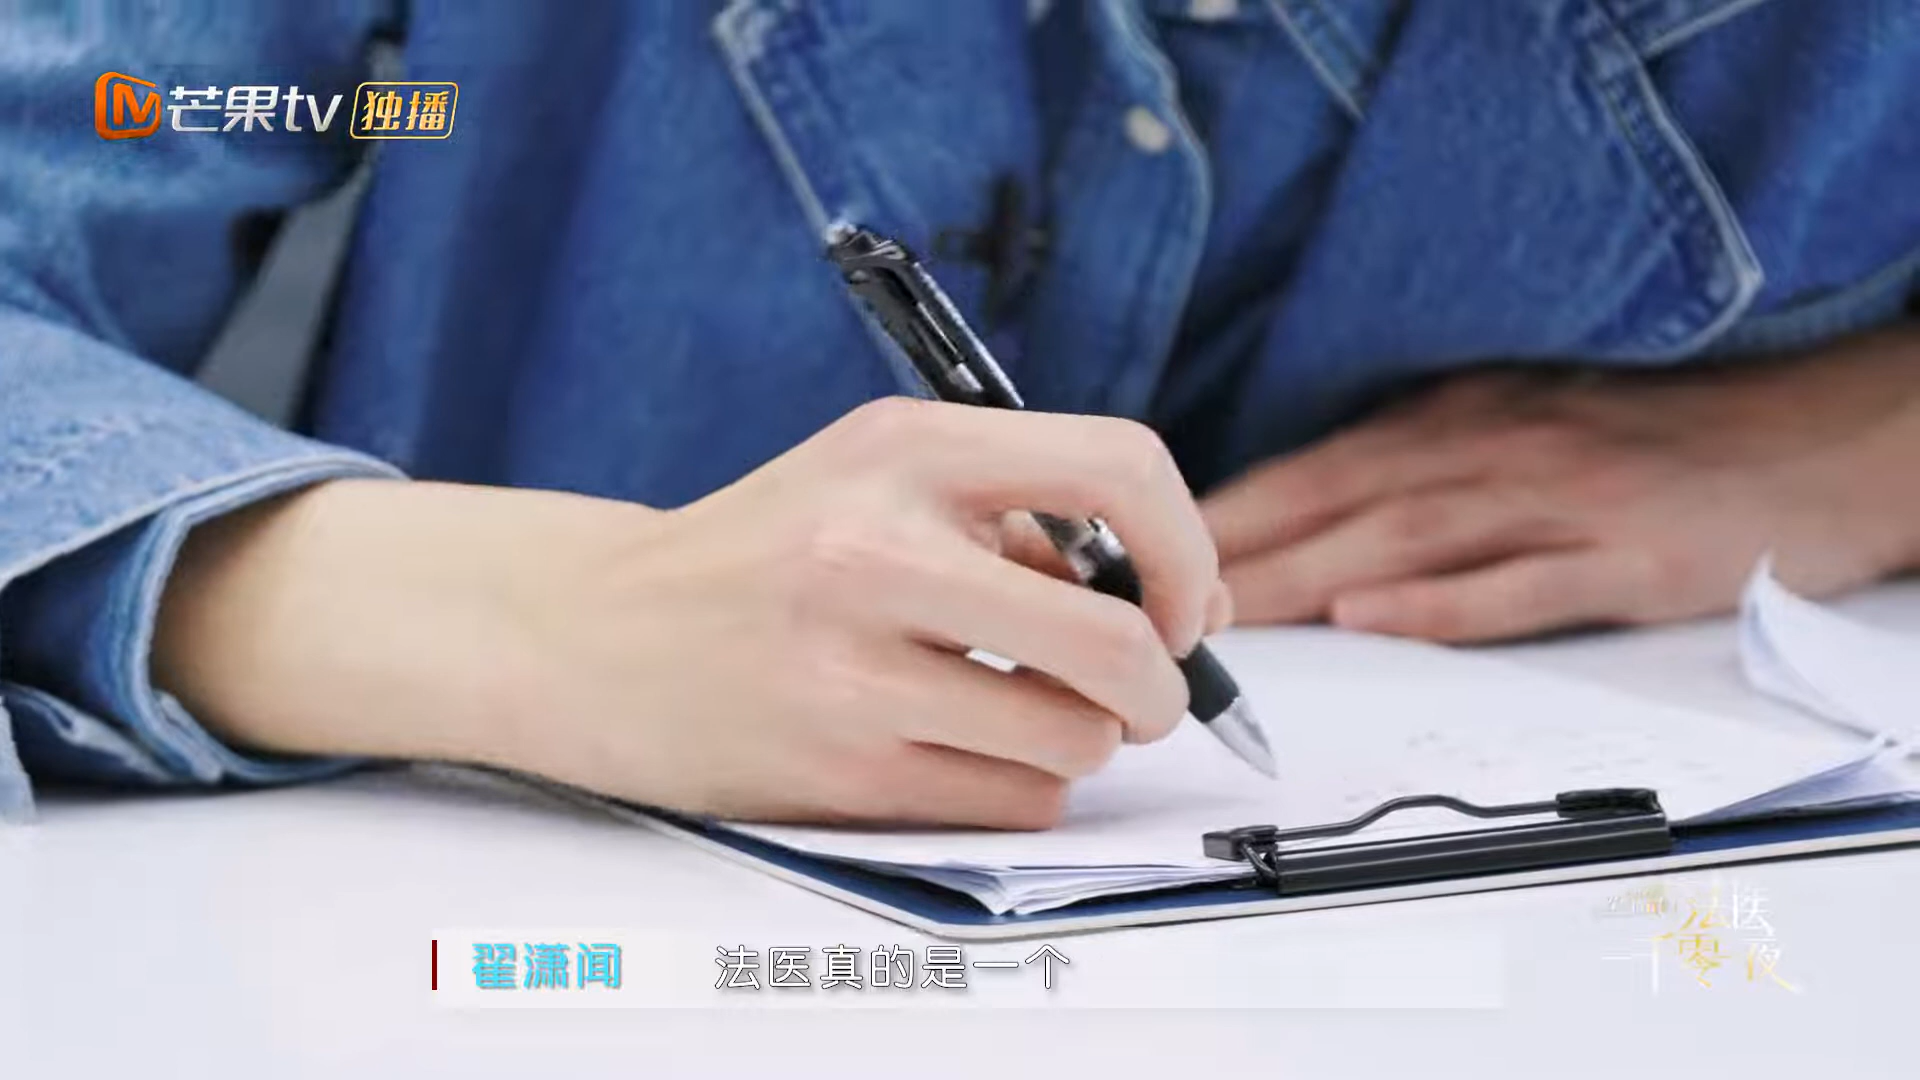 芒果tv 独播
法医
一千零一夜
翟潇闻 法医真的是一个